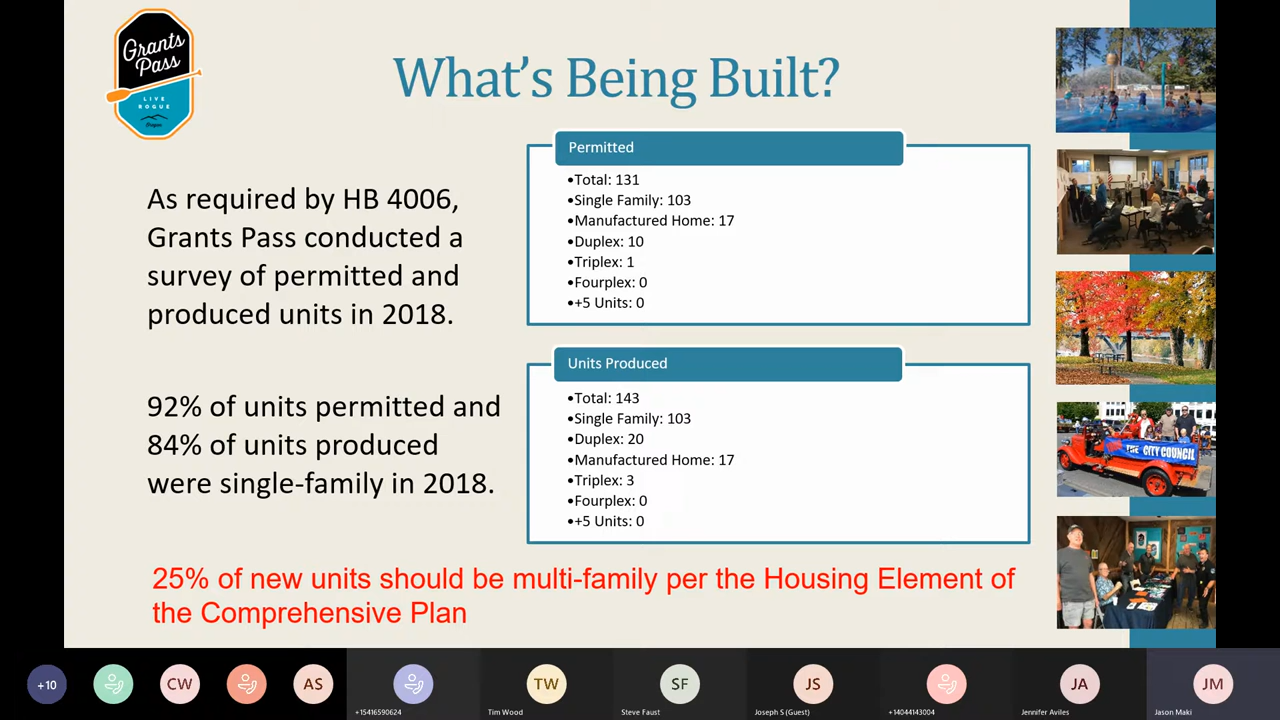 Grants
Pass
LIVE
ROGUE
Oregon
What's Being Built?
As required by HB 4006,
Grants Pass conducted a
survey of permitted and
produced units in 2018.
92% of units permitted and
84% of units produced
were single-family in 2018.
Permitted
•Total: 131
•Single Family: 103
•Manufactured Home: 17
•Duplex: 10
•Triplex: 1
•Fourplex: 0
•+5 Units: 0
Units Produced
•Total: 143
•Single Family: 103
•Duplex: 20
•Manufactured Home: 17
•Triplex: 3
•Fourplex: 0
•+5 Units: 0
25% of new units should be multi-family per the Housing Element of
the Comprehensive Plan
THE CITY COUNCIL
+10
CW
AS
+15416590624
TW
Tim Wood
SF
Steve Faust
JS
Joseph S (Guest)
+14044143004
JA
Jennifer Aviles
JM
Jason Maki